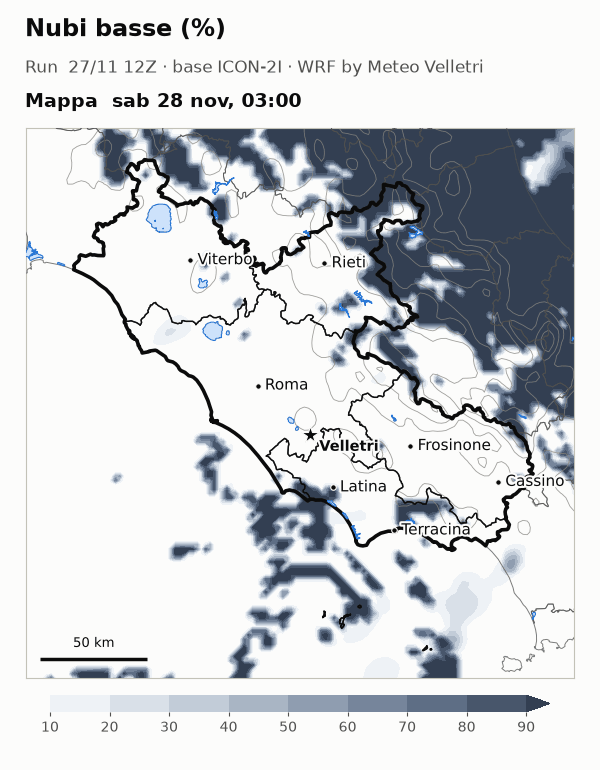 Nubi basse (%)
Run  27/11 12Z · base ICON-2I · WRF by Meteo Velletri
Mappa  sab 28 nov, 03:00
Viterbo
Rieti
Roma
Velletri
Frosinone
Latina
Cassino
Terracina
50 km
10 20 30 40 50 60 70 80 90